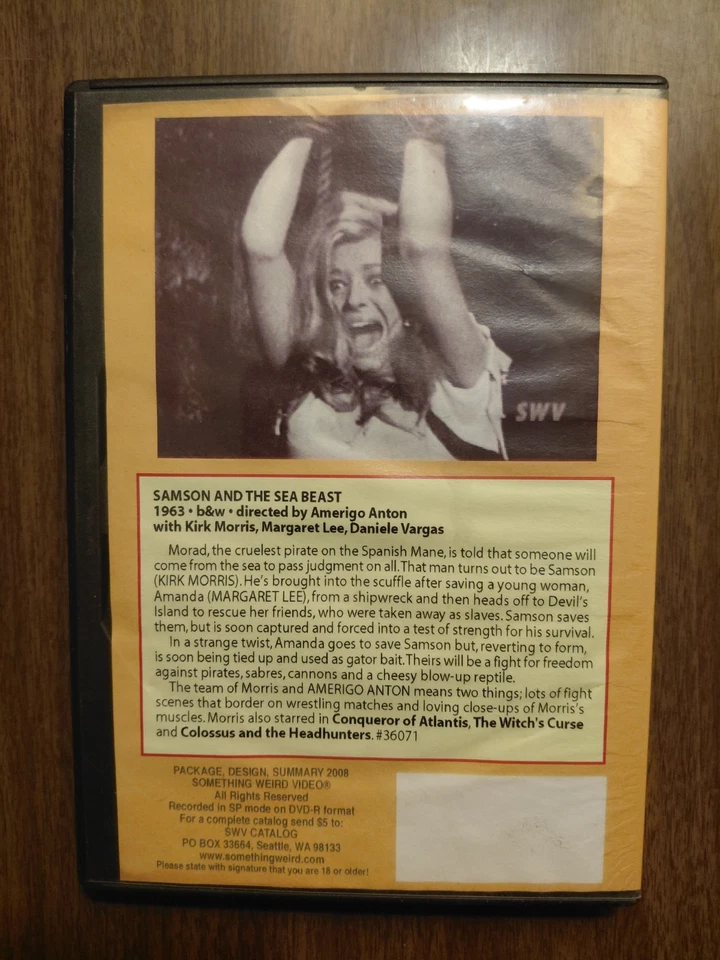 SWV
SAMSON AND THE SEA BEAST
1963 • b&w • directed by Amerigo Anton
with Kirk Morris, Margaret Lee, Daniele Vargas
Morad, the cruelest pirate on the Spanish Mane, is told that someone will
come from the sea to pass judgment on all. That man turns out to be Samson
(KIRK MORRIS). He's brought into the scuffle after saving a young woman,
Amanda (MARGARET LEE), from a shipwreck and then heads off to Devil's
Island to rescue her friends, who were taken away as slaves. Samson saves
them, but is soon captured and forced into a test of strength for his survival.
In a strange twist, Amanda goes to save Samson but, reverting to form,
is soon being tied up and used as gator bait. Theirs will be a fight for freedom
against pirates, sabres, cannons and a cheesy blow-up reptile.
The team of Morris and AMERIGO ANTON means two things; lots of fight
scenes that border on wrestling matches and loving close-ups of Morris's
muscles. Morris also starred in Conqueror of Atlantis, The Witch's Curse
and Colossus and the Headhunters. #36071
PACKAGE, DESIGN, SUMMARY 2008
SOMETHING WEIRD VIDEO®
All Rights Reserved
Recorded in SP mode on DVD-R format
For a complete catalog send $5 to:
SWV CATALOG
PO BOX 33664, Seattle, WA 98133
www.somethingweird.com
Please state with signature that you are 18 or older!